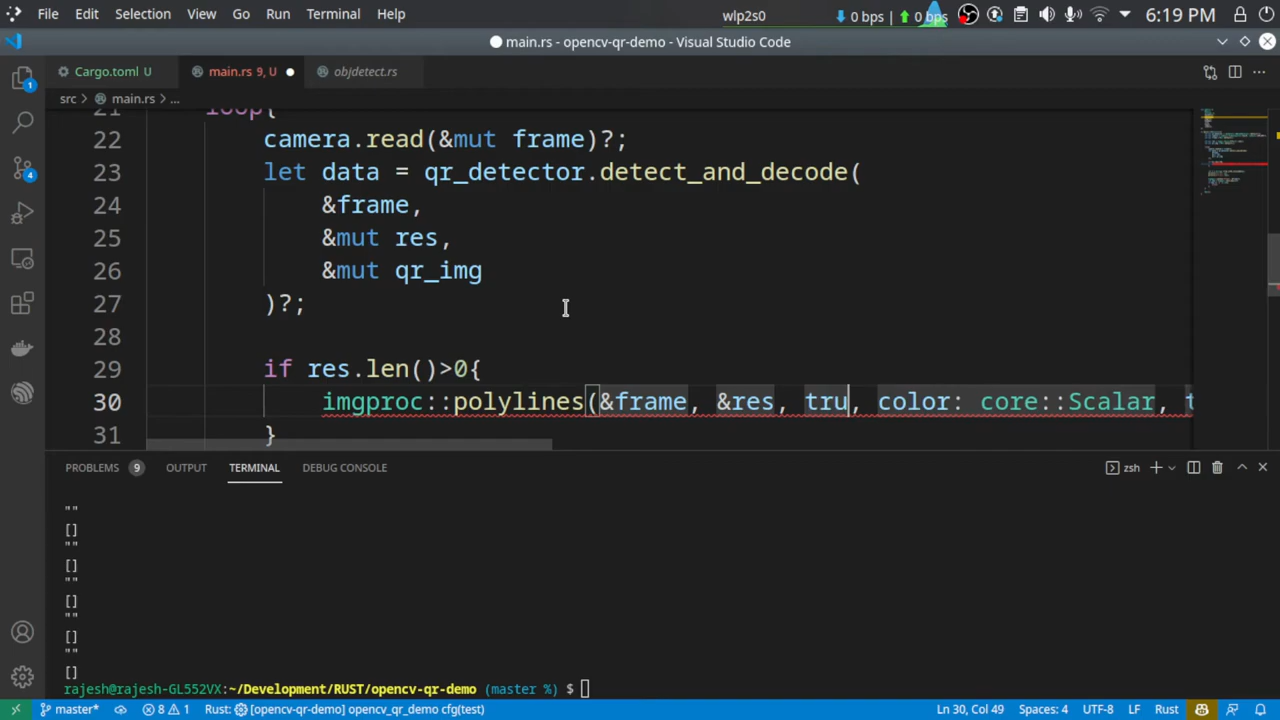 File Edit Selection View Go Run Terminal Help wlp2s0 0 bps 0 bps 6:19 PM
main.rs - opencv-qr-demo - Visual Studio Code
Cargo.toml U main.rs 9, U objdetect.rs
src > main.rs > ...
21 loop{
22 camera.read(&mut frame)?;
23 let data = qr_detector.detect_and_decode(
24 &frame,
25 &mut res,
26 &mut qr_img
27 )?;
28
29 if res.len()>0{
30 imgproc::polylines(&frame, &res, tru, color: core::Scalar, t
31 }
PROBLEMS 9 OUTPUT TERMINAL DEBUG CONSOLE zsh
""
[]
""
[]
""
[]
""
[]
""
[]
rajesh@rajesh-GL552VX:~/Development/RUST/opencv-qr-demo (master %) $
master* 8 1 Rust: [opencv-qr-demo] opencv_qr_demo cfg(test) Ln 30, Col 49 Spaces: 4 UTF-8 LF Rust
1
4